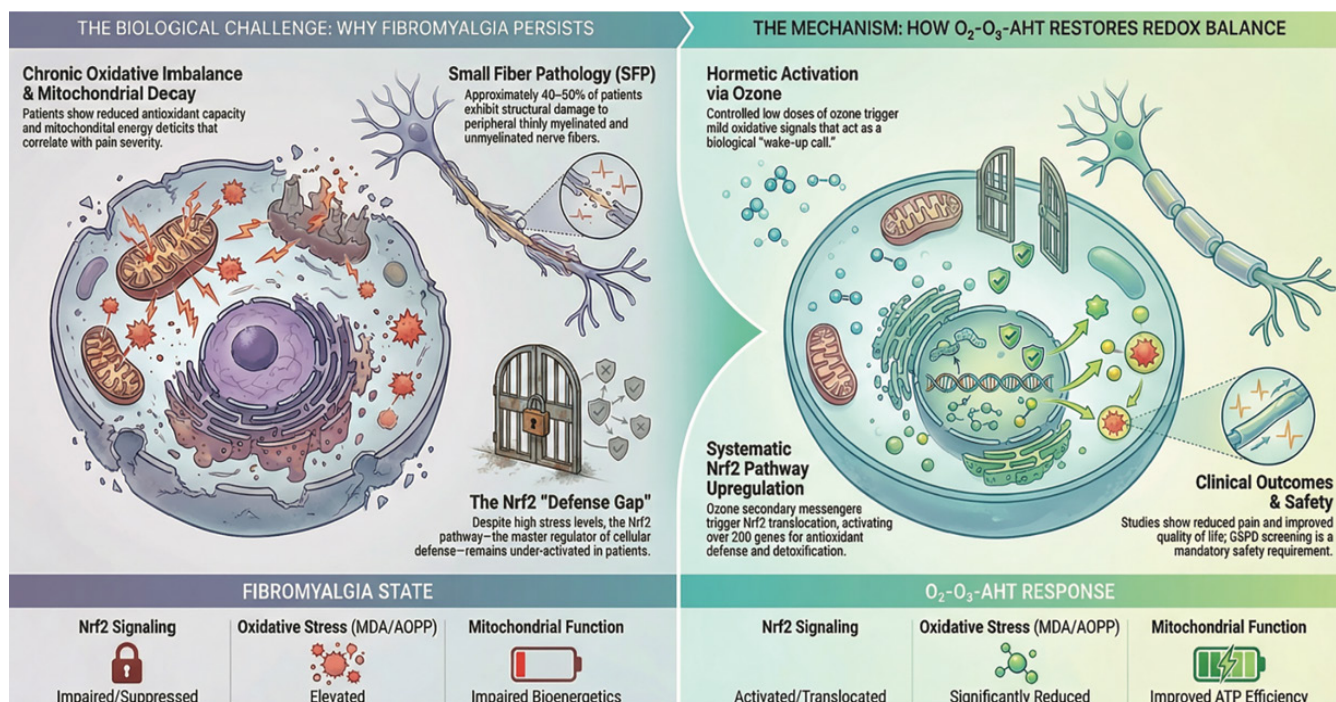 THE BIOLOGICAL CHALLENGE: WHY FIBROMYALGIA PERSISTS
Chronic Oxidative Imbalance
& Mitochondrial Decay
Patients show reduced antioxidant capacity
and mitochondital energy deficits that
correlate with pain severity.
Small Fiber Pathology (SFP)
Approximately 40–50% of patients
exhibit structural damage to
peripheral thinly myelinated and
unmyelinated nerve fibers.
The Nrf2 "Defense Gap"
Despite high stress levels, the Nrf2
pathway—the master regulator of cellular
defense—remains under-activated in patients.
THE MECHANISM: HOW O₂-O₃-AHT RESTORES REDOX BALANCE
Hormetic Activation
via Ozone
Controlled low doses of ozone trigger
mild oxidative signals that act as a
biological "wake-up call."
Systematic
Nrf2 Pathway
Upregulation
Ozone secondary messengere
trigger Nrf2 translocation, activating
over 200 genes for antioxidant
defense and detoxification.
Clinical Outcomes
& Safety
Studies show reduced pain and improved
quality of life; GSPD screening is a
mandatory safety requirement.
FIBROMYALGIA STATE
Nrf2 Signaling
Impaired/Suppressed
Oxidative Stress (MDA/AOPP)
Elevated
Mitochondrial Function
Impaired Bioenergetics
O₂-O₃-AHT RESPONSE
Nrf2 Signaling
Activated/Translocated
Oxidative Stress (MDA/AOPP)
Significantly Reduced
Mitochondrial Function
Improved ATP Efficiency